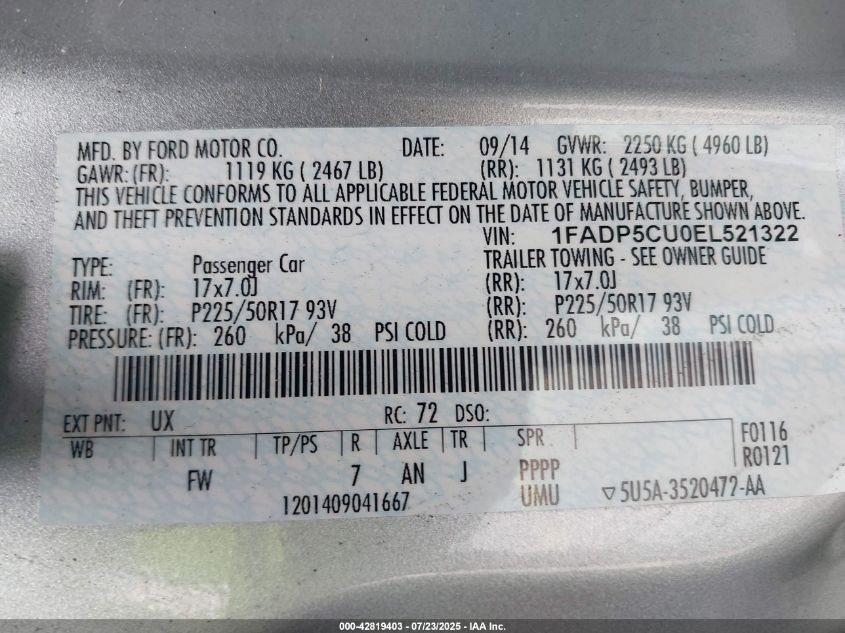 MFD. BY FORD MOTOR CO. DATE: 09/14 GVWR: 2250 KG ( 4960 LB)
GAWR: (FR): 1119 KG ( 2467 LB) (RR): 1131 KG ( 2493 LB)
THIS VEHICLE CONFORMS TO ALL APPLICABLE FEDERAL MOTOR VEHICLE SAFETY, BUMPER,
AND THEFT PREVENTION STANDARDS IN EFFECT ON THE DATE OF MANUFACTURE SHOWN ABOVE.
VIN: 1FADP5CU0EL521322
TYPE: Passenger Car TRAILER TOWING - SEE OWNER GUIDE
RIM: (FR): 17x7.0J (RR): 17x7.0J
TIRE: (FR): P225/50R17 93V (RR): P225/50R17 93V
PRESSURE: (FR): 260 kPa/ 38 PSI COLD (RR): 260 kPa/ 38 PSI COLD
EXT PNT: UX RC: 72 DSO:
WB INT TR TP/PS R AXLE TR SPR F0116
FW 7 AN J PPPP R0121
1201409041667 UMU ▽5U5A-3520472-AA
000-42819403 - 07/23/2025 - IAA Inc.